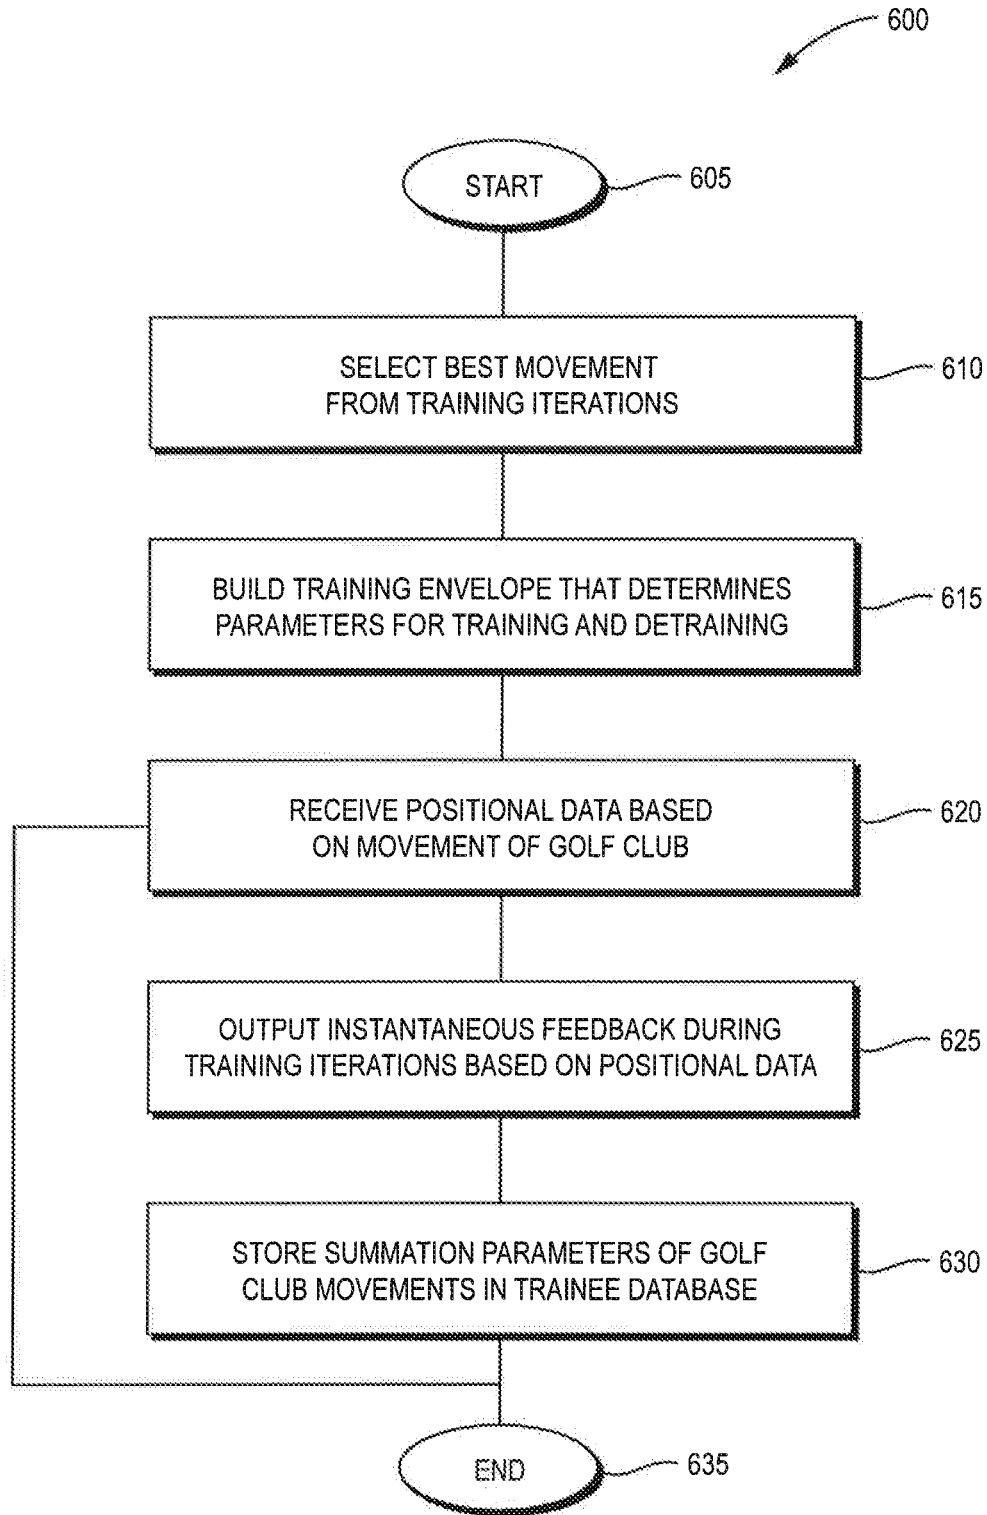 600
START
605
SELECT BEST MOVEMENT
FROM TRAINING ITERATIONS
610
BUILD TRAINING ENVELOPE THAT DETERMINES
PARAMETERS FOR TRAINING AND DETRAINING
615
RECEIVE POSITIONAL DATA BASED
ON MOVEMENT OF GOLF CLUB
620
OUTPUT INSTANTANEOUS FEEDBACK DURING
TRAINING ITERATIONS BASED ON POSITIONAL DATA
625
STORE SUMMATION PARAMETERS OF GOLF
CLUB MOVEMENTS IN TRAINEE DATABASE
630
END
635